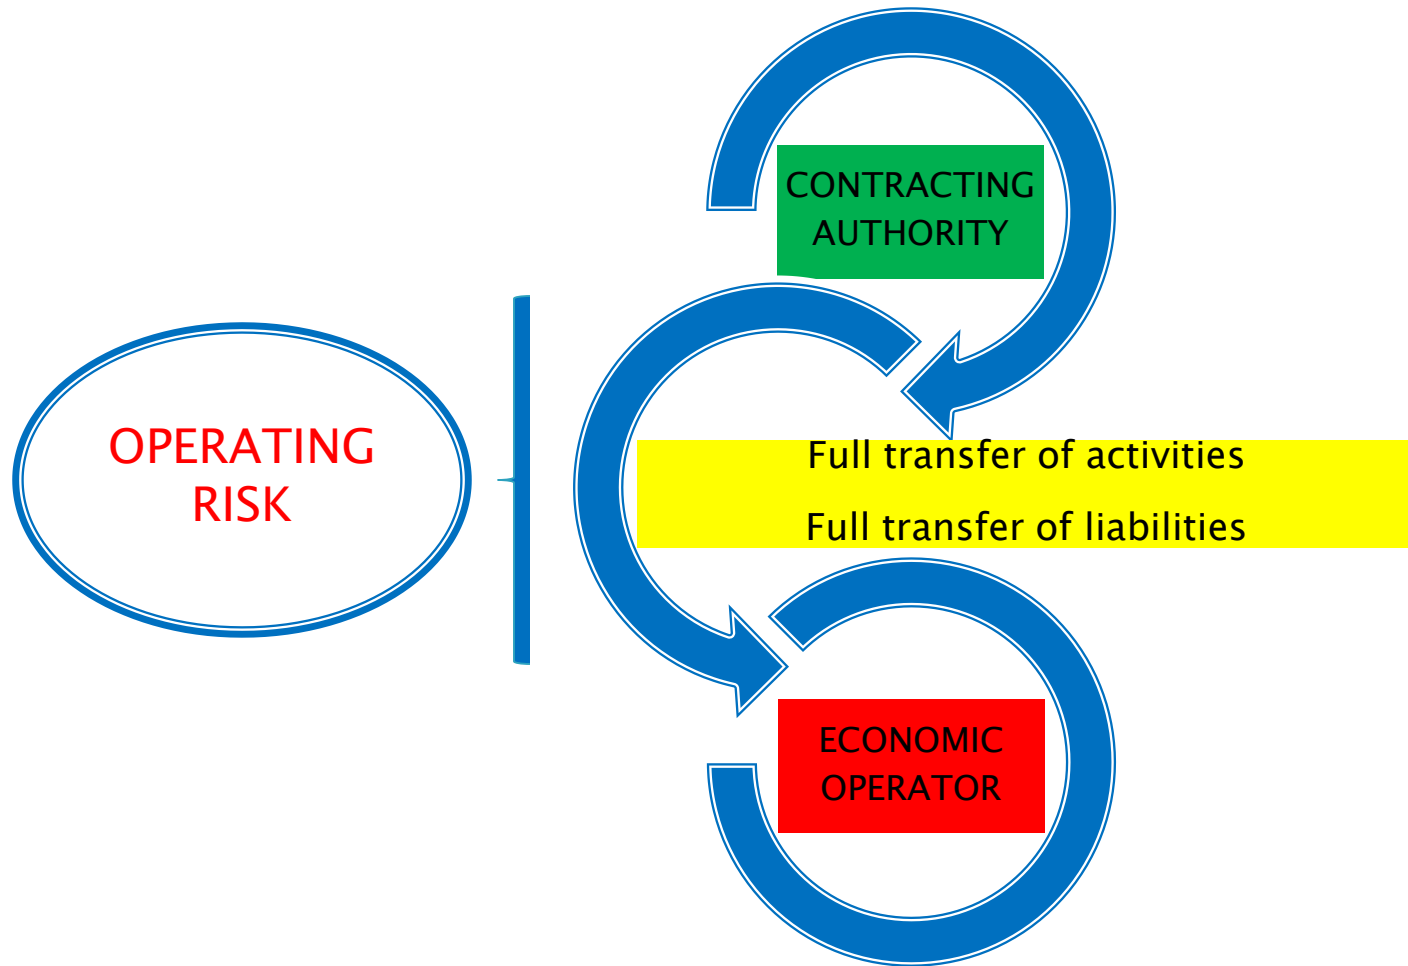 CONTRACTING
AUTHORITY
OPERATING
RISK
Full transfer of activities
Full transfer of liabilities
ECONOMIC
OPERATOR